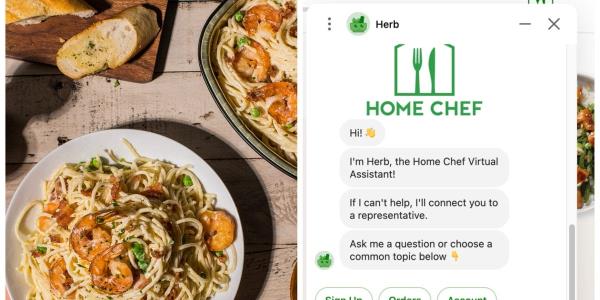 Herb
HOME CHEF
Hi! 👋
I'm Herb, the Home Chef Virtual
Assistant!
If I can't help, I'll connect you to
a representative.
Ask me a question or choose a
common topic below 👇
Sign Up Orders Account